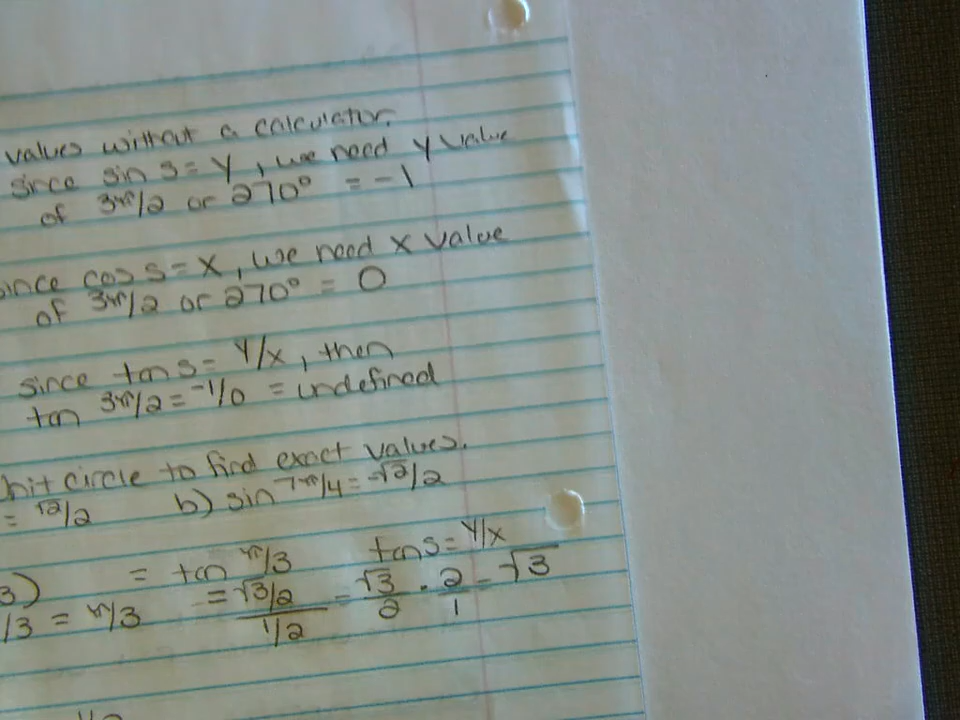 values without a calculator.
since sin s = y, we need y value
of 3π/2 or 270° = -1
since cos s = x, we need x value
of 3π/2 or 270° = 0
since tan s = y/x, then
tan 3π/2 = -1/0 = undefined
Unit circle to find exact values.
= √2/2 b) sin 7π/4 = -√2/2
3) = tan π/3 tan s = y/x
/3 = π/3 = √3/2 / 1/2 = √3/2 · 2/1 = √3